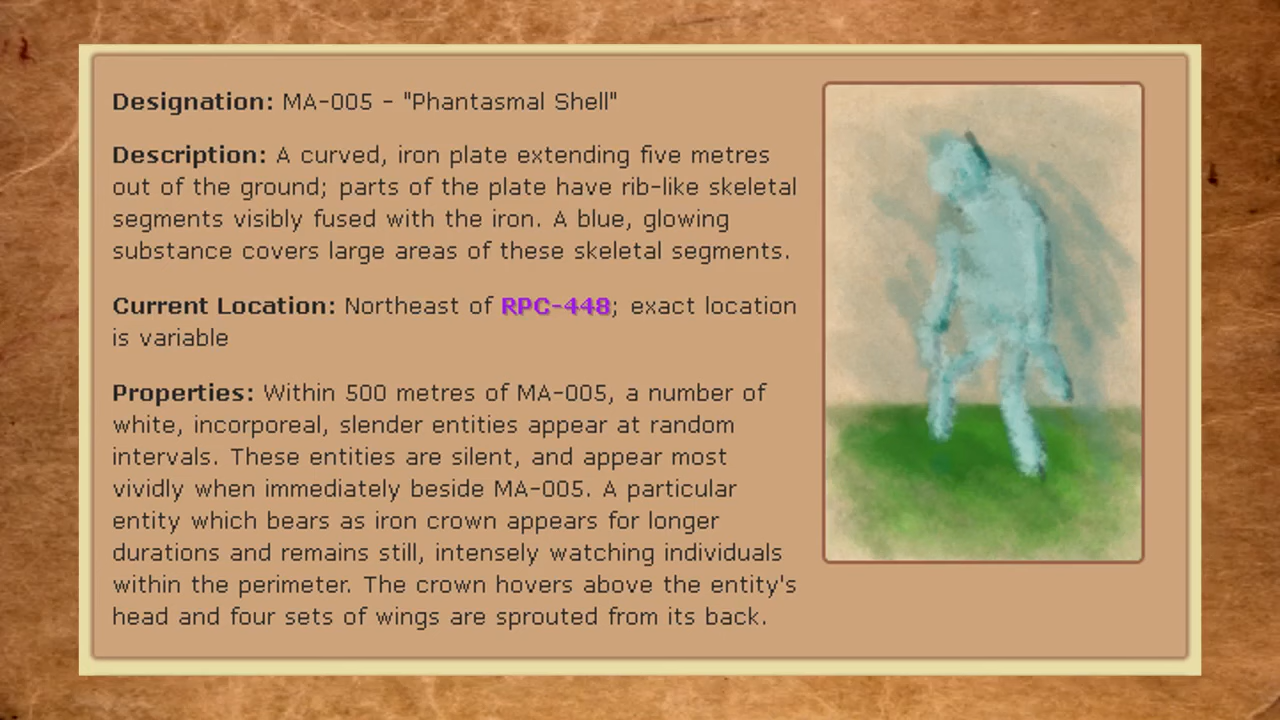 Designation: MA-005 - "Phantasmal Shell"
Description: A curved, iron plate extending five metres
out of the ground; parts of the plate have rib-like skeletal
segments visibly fused with the iron. A blue, glowing
substance covers large areas of these skeletal segments.
Current Location: Northeast of RPC-448; exact location
is variable
Properties: Within 500 metres of MA-005, a number of
white, incorporeal, slender entities appear at random
intervals. These entities are silent, and appear most
vividly when immediately beside MA-005. A particular
entity which bears as iron crown appears for longer
durations and remains still, intensely watching individuals
within the perimeter. The crown hovers above the entity's
head and four sets of wings are sprouted from its back.